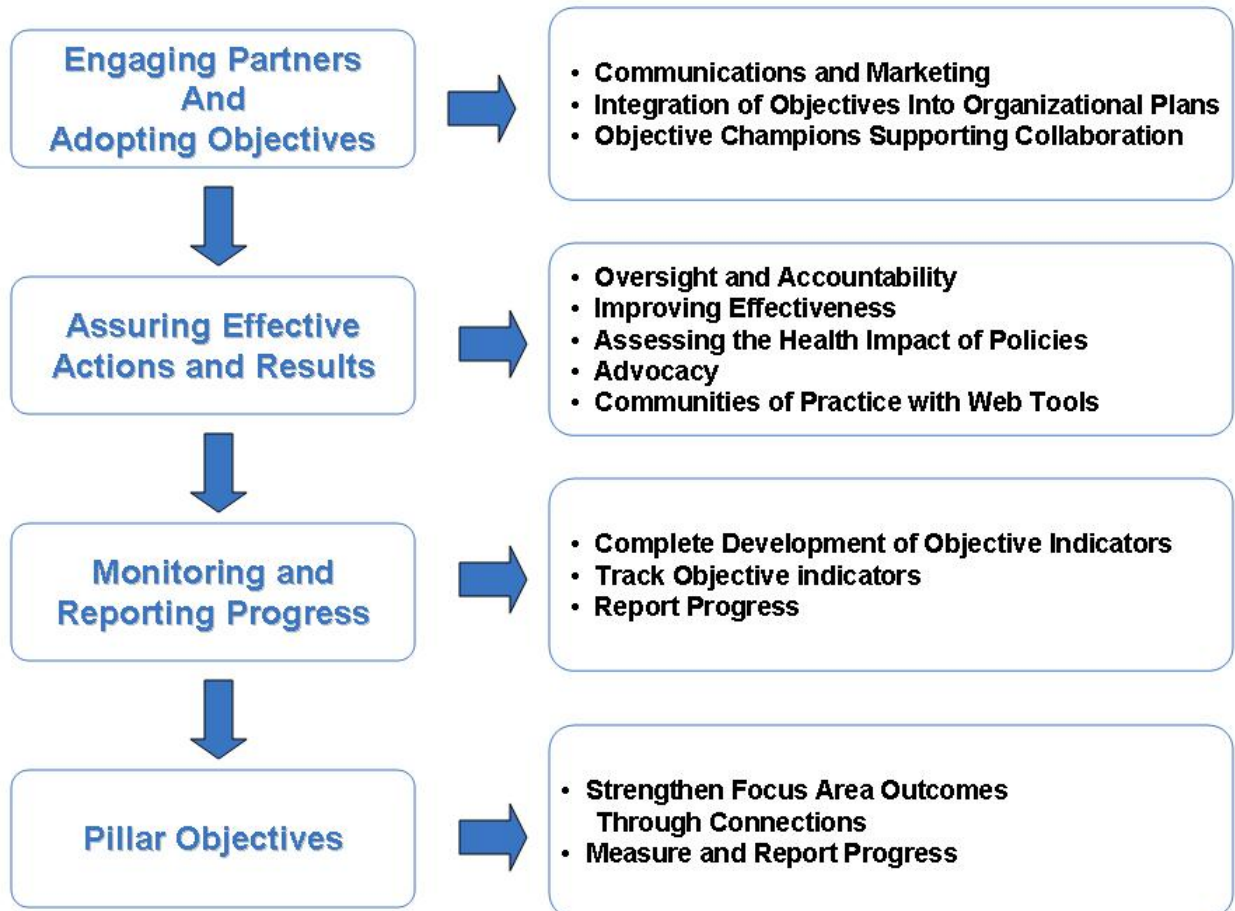 Engaging Partners
And
Adopting Objectives
• Communications and Marketing
• Integration of Objectives Into Organizational Plans
• Objective Champions Supporting Collaboration
Assuring Effective
Actions and Results
• Oversight and Accountability
• Improving Effectiveness
• Assessing the Health Impact of Policies
• Advocacy
• Communities of Practice with Web Tools
Monitoring and
Reporting Progress
• Complete Development of Objective Indicators
• Track Objective indicators
• Report Progress
Pillar Objectives
• Strengthen Focus Area Outcomes
Through Connections
• Measure and Report Progress